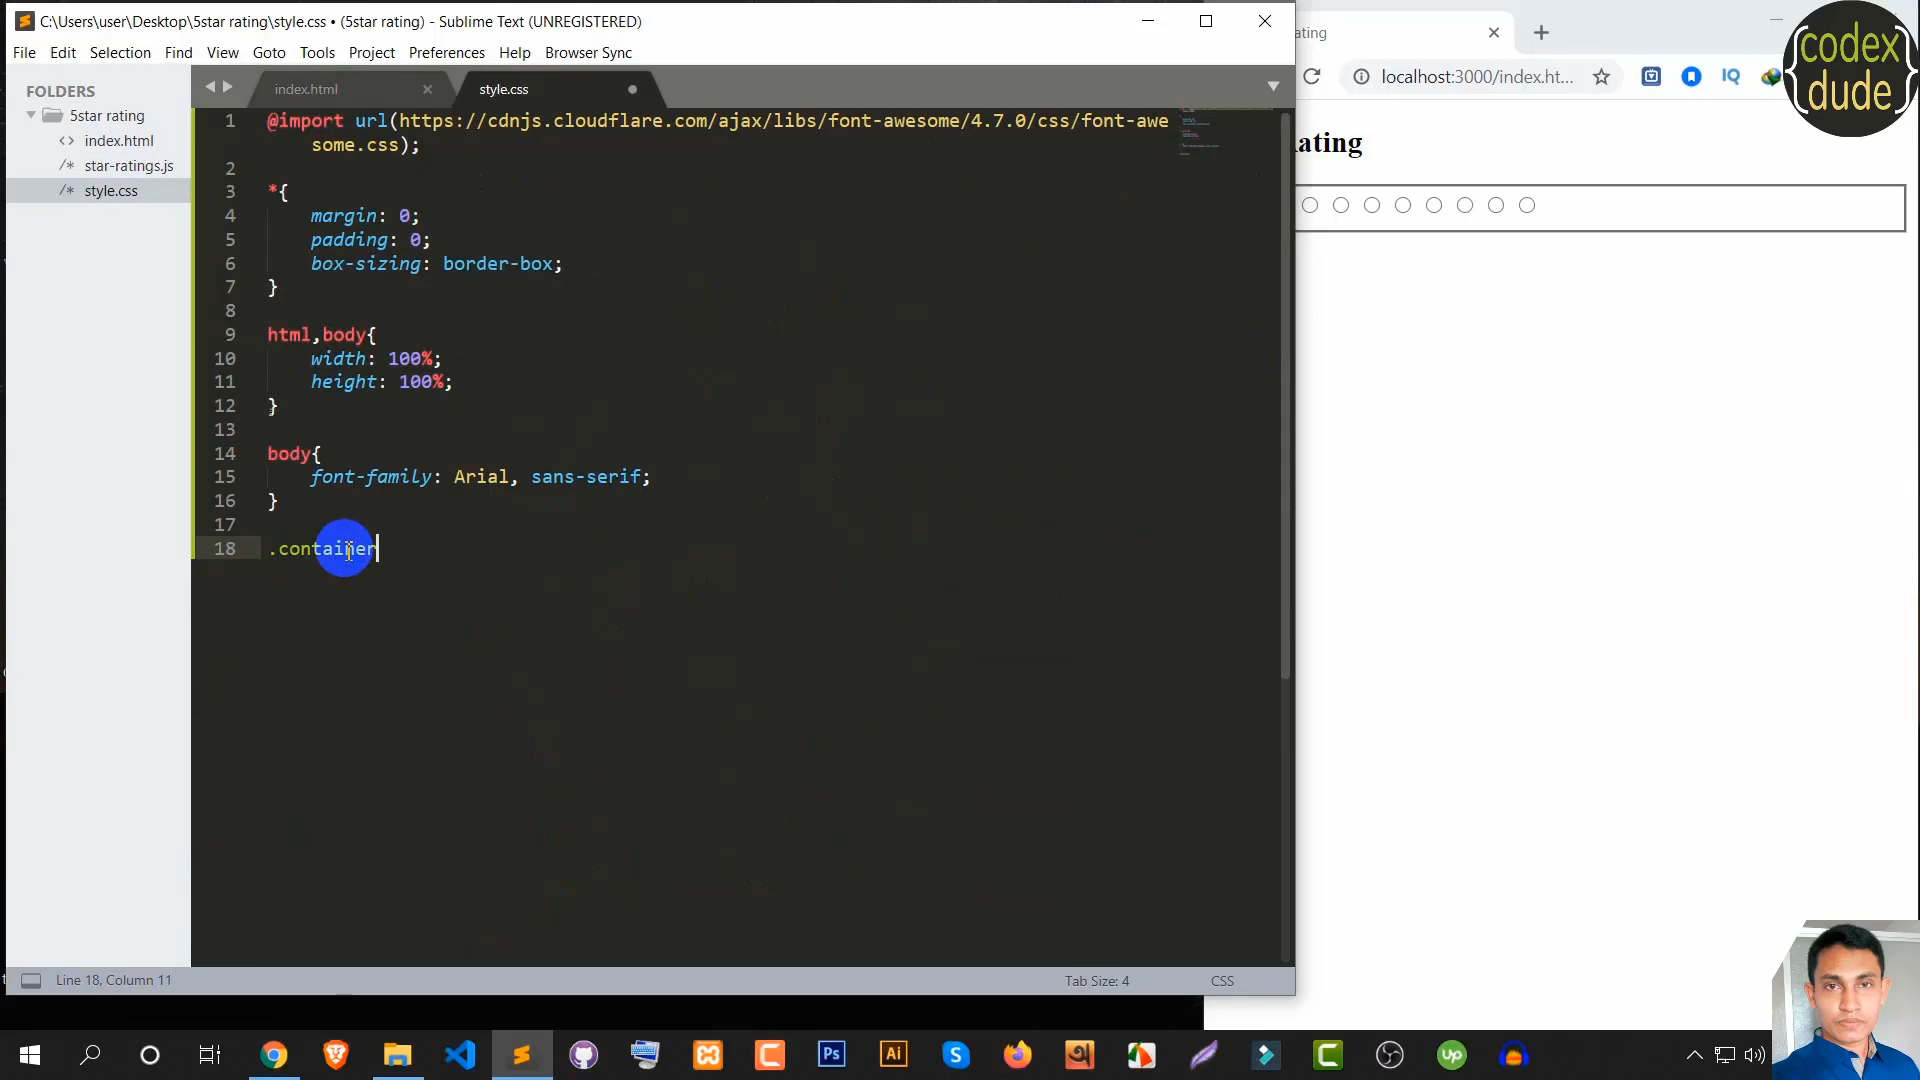 C:\Users\user\Desktop\5star rating\style.css • (5star rating) - Sublime Text (UNREGISTERED)
File Edit Selection Find View Goto Tools Project Preferences Help Browser Sync
FOLDERS
5star rating
index.html
star-ratings.js
style.css
index.html
style.css
1 @import url(https://cdnjs.cloudflare.com/ajax/libs/font-awesome/4.7.0/css/font-awe
some.css);
2
3 *{
4 margin: 0;
5 padding: 0;
6 box-sizing: border-box;
7 }
8
9 html,body{
10 width: 100%;
11 height: 100%;
12 }
13
14 body{
15 font-family: Arial, sans-serif;
16 }
17
18 .container
Line 18, Column 11
Tab Size: 4
CSS
ating
localhost:3000/index.ht...
IQ
Rating
{codex
dude}
Ps
Ai
S
up